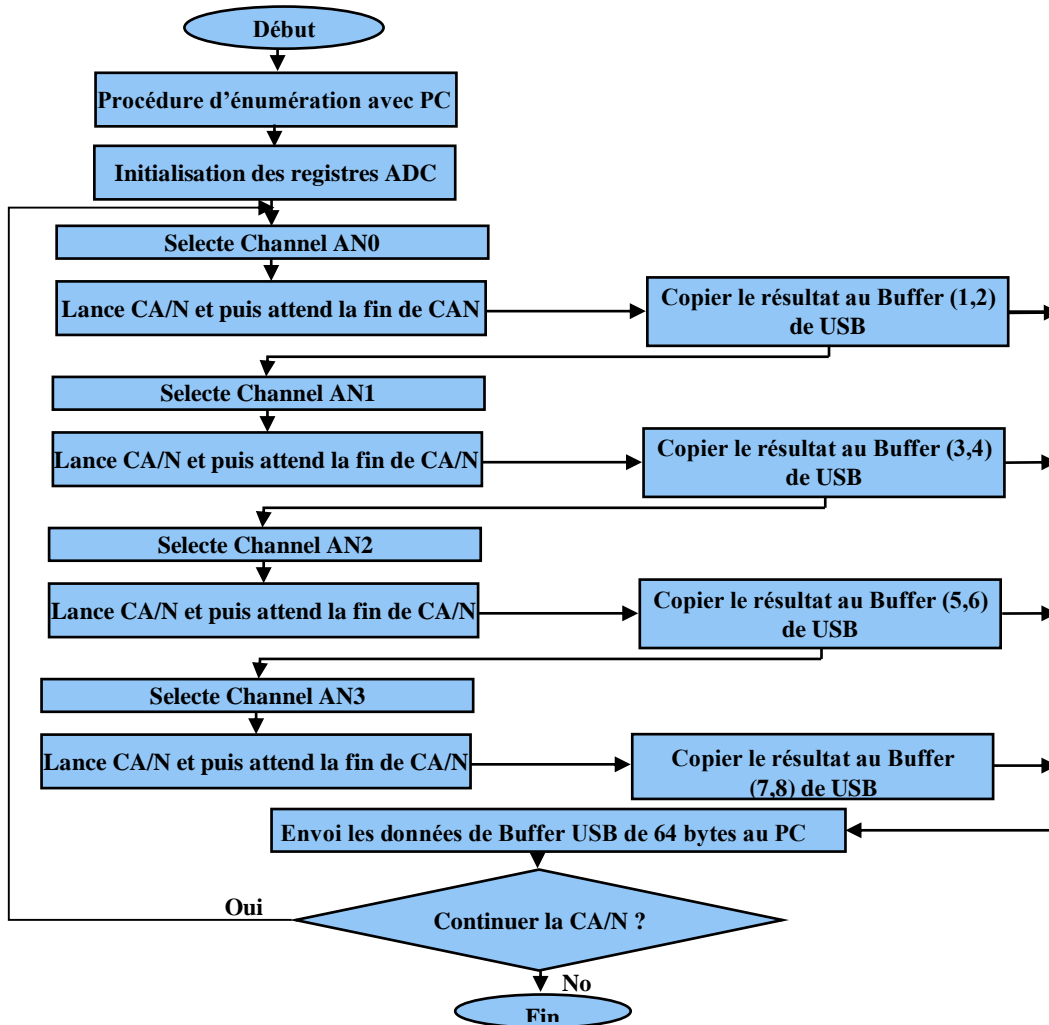 Début
Procédure d'énumération avec PC
Initialisation des registres ADC
Selecte Channel AN0
Lance CA/N et puis attend la fin de CAN
Copier le résultat au Buffer (1,2)
de USB
Selecte Channel AN1
Lance CA/N et puis attend la fin de CA/N
Copier le résultat au Buffer (3,4)
de USB
Selecte Channel AN2
Lance CA/N et puis attend la fin de CA/N
Copier le résultat au Buffer (5,6)
de USB
Selecte Channel AN3
Lance CA/N et puis attend la fin de CA/N
Copier le résultat au Buffer
(7,8) de USB
Envoi les données de Buffer USB de 64 bytes au PC
Oui
Continuer la CA/N ?
No
Fin